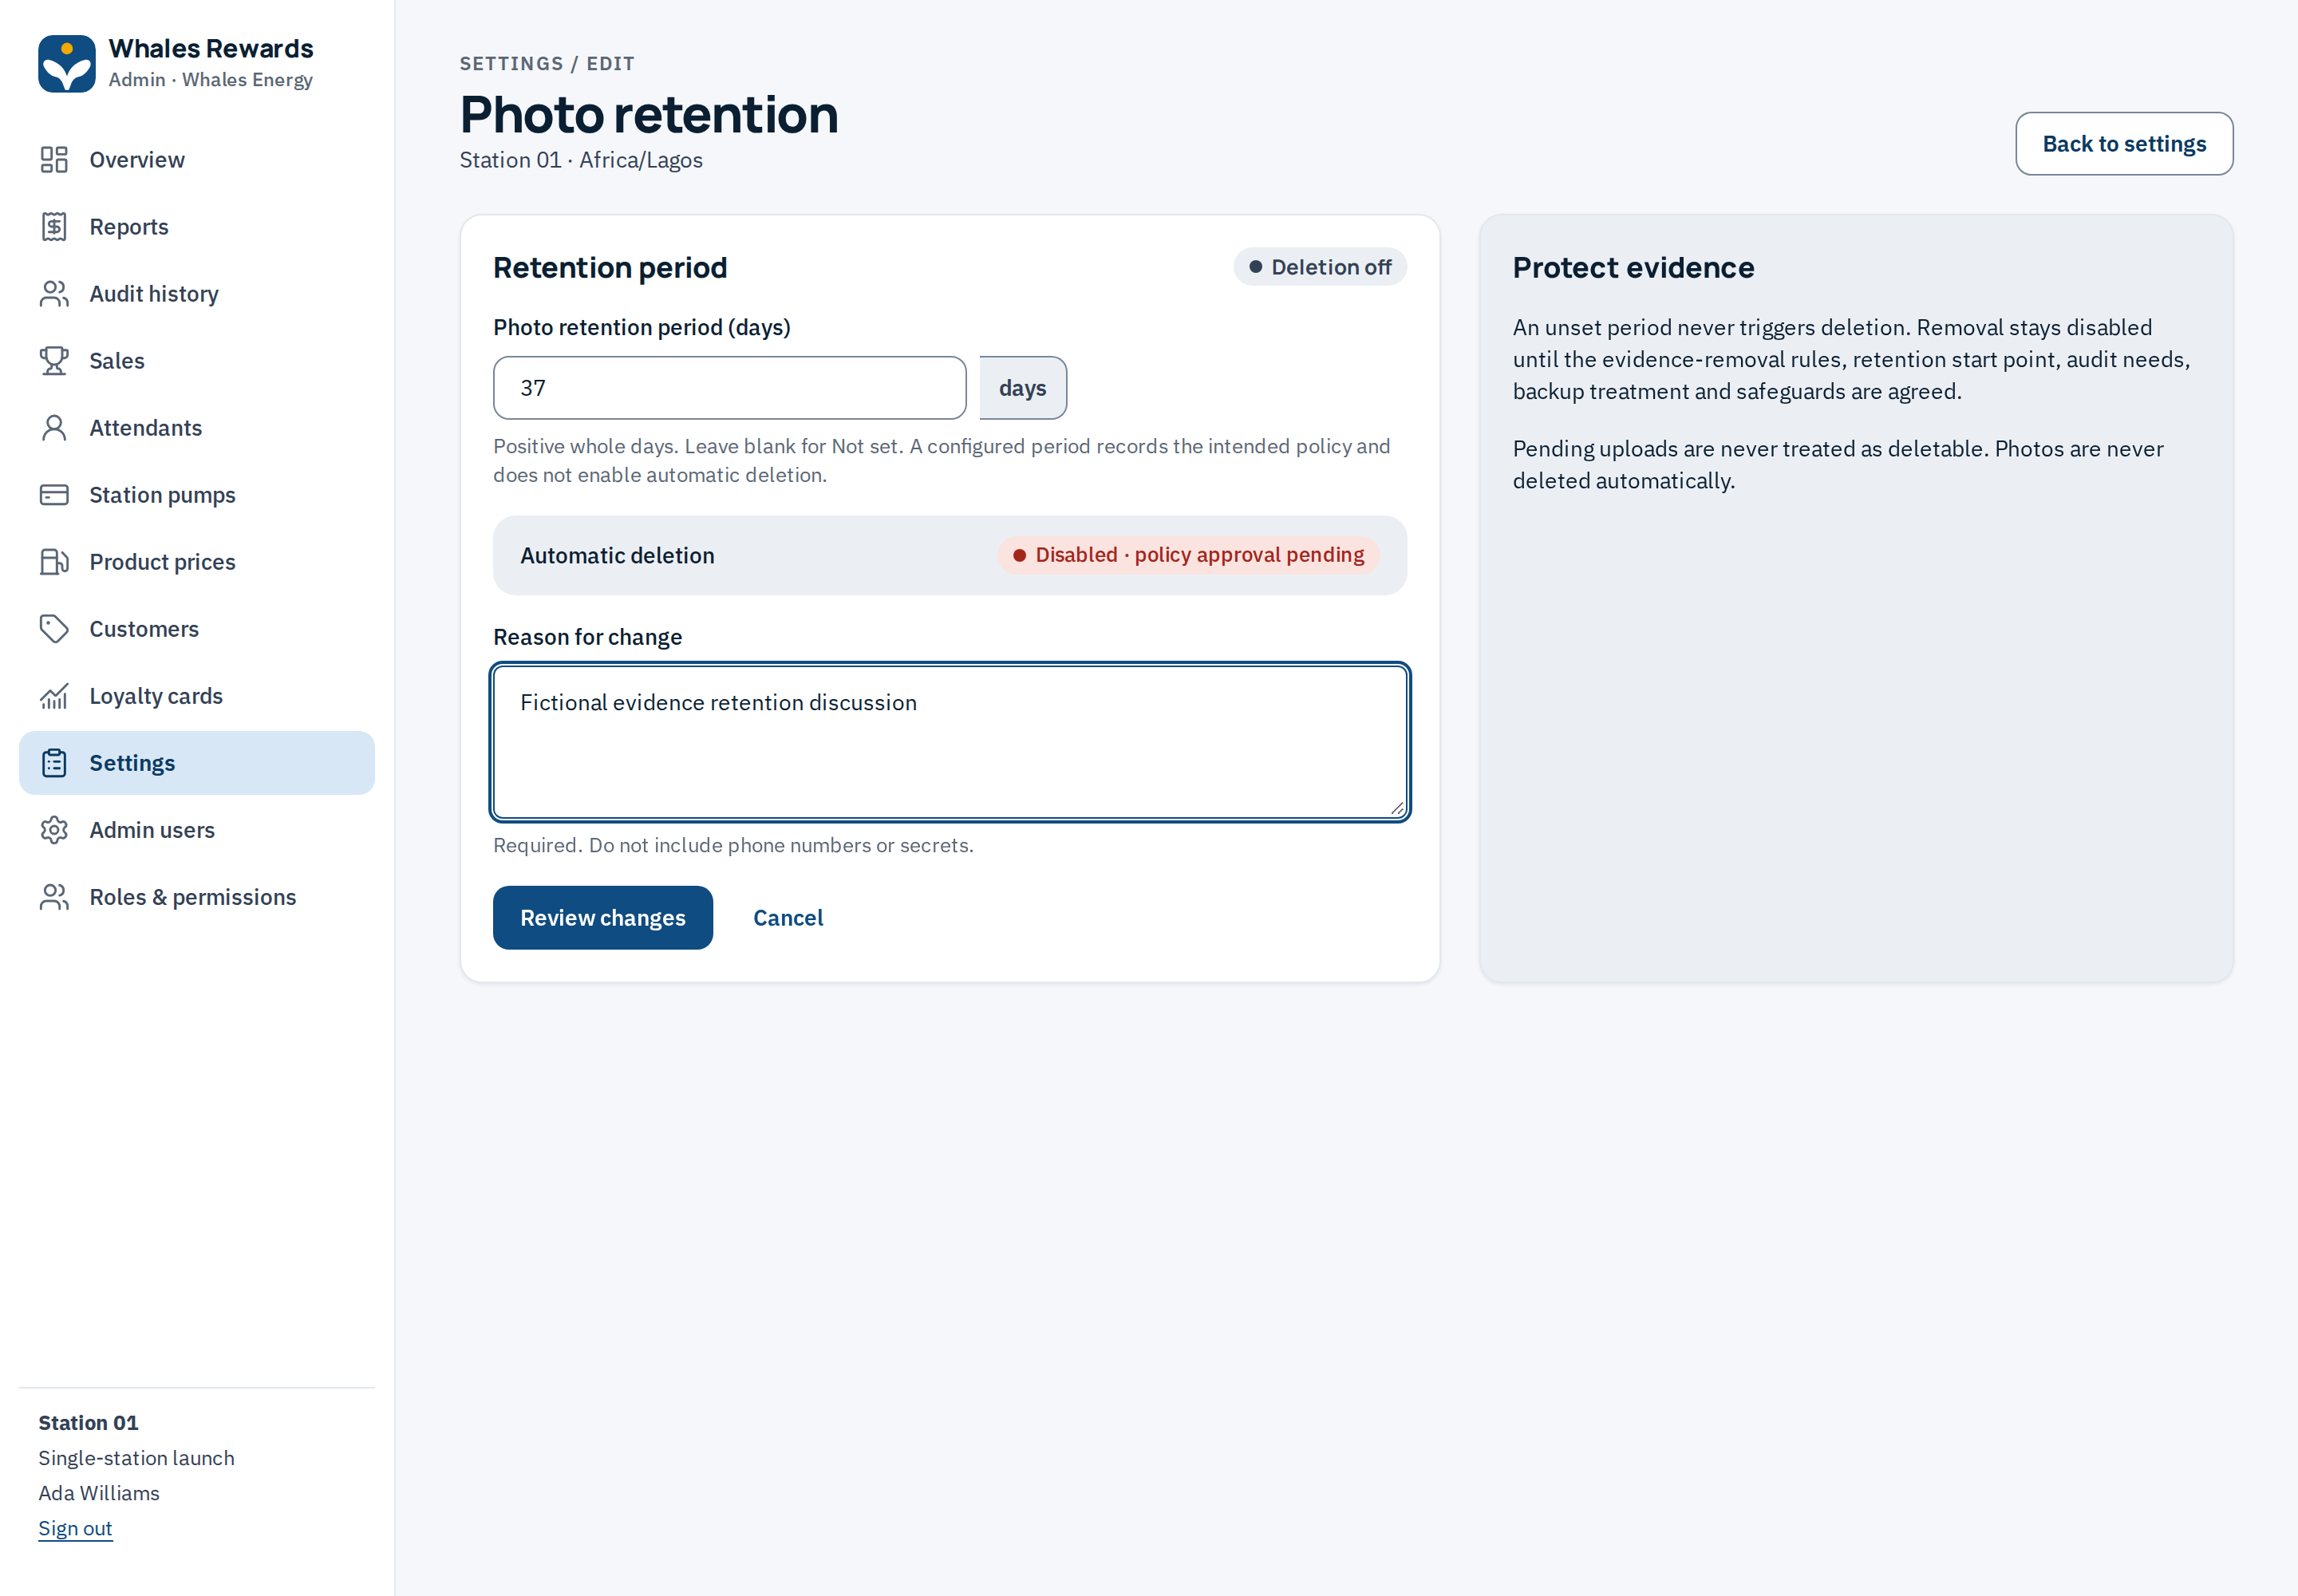 Whales Rewards
Admin · Whales Energy
Overview
Reports
Audit history
Sales
Attendants
Station pumps
Product prices
Customers
Loyalty cards
Settings
Admin users
Roles & permissions
Station 01
Single-station launch
Ada Williams
Sign out
SETTINGS / EDIT
Photo retention
Station 01 · Africa/Lagos
Back to settings
Retention period
Deletion off
Photo retention period (days)
37
days
Positive whole days. Leave blank for Not set. A configured period records the intended policy and
does not enable automatic deletion.
Automatic deletion
Disabled · policy approval pending
Reason for change
Fictional evidence retention discussion
Required. Do not include phone numbers or secrets.
Review changes
Cancel
Protect evidence
An unset period never triggers deletion. Removal stays disabled
until the evidence-removal rules, retention start point, audit needs,
backup treatment and safeguards are agreed.
Pending uploads are never treated as deletable. Photos are never
deleted automatically.